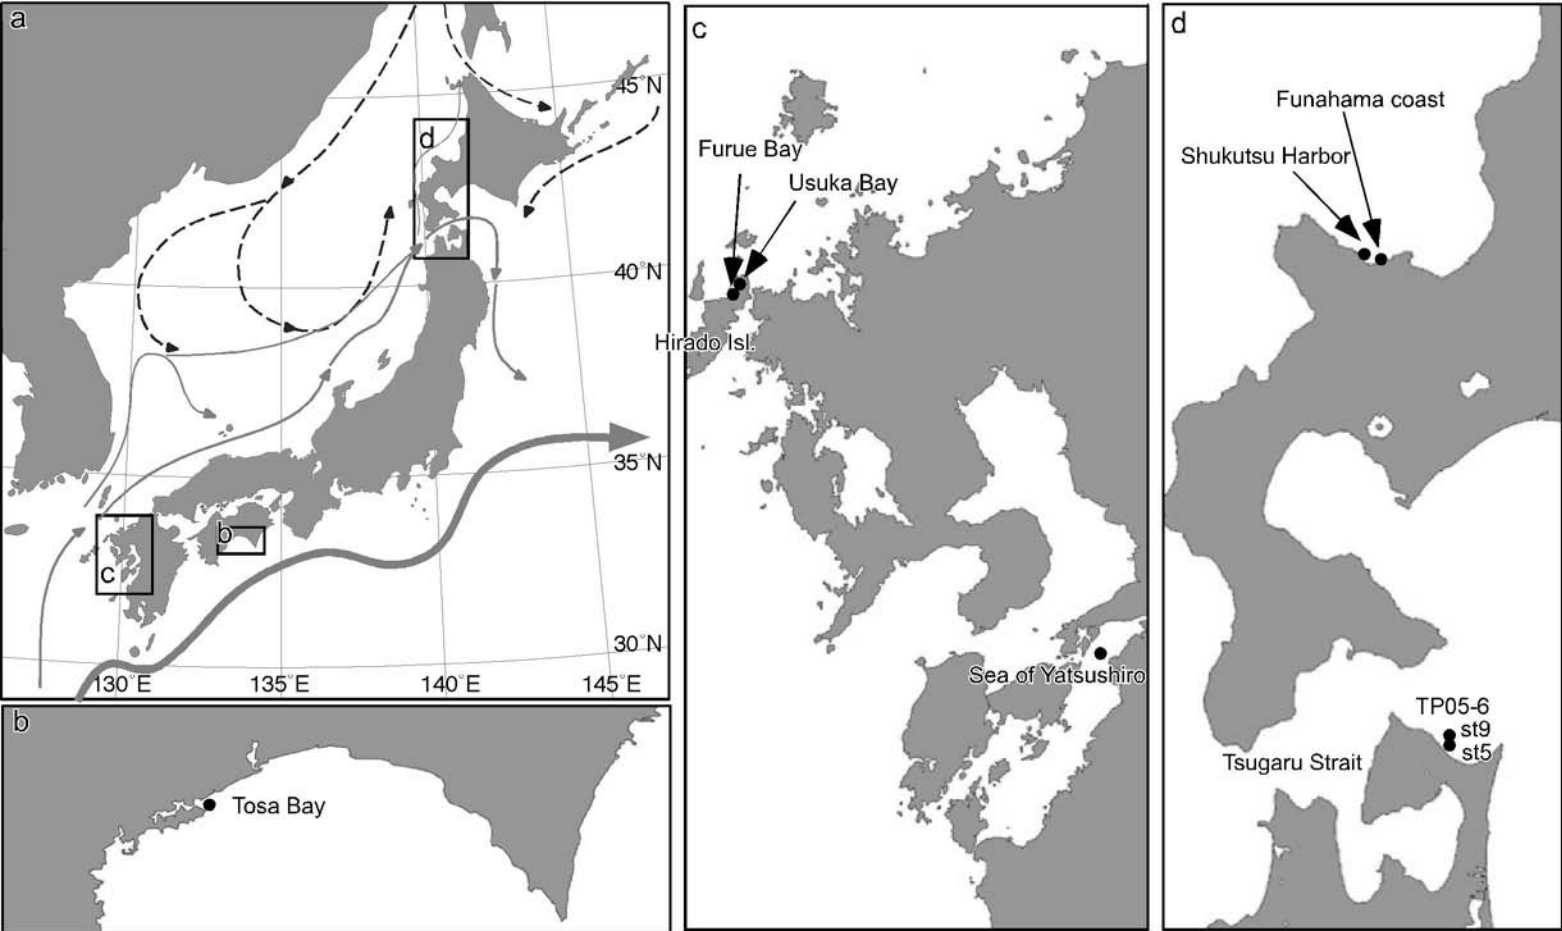 a
45°N
d
40°N
35°N
b
c
30°N
130°E
135°E
140°E
145°E
b
Tosa Bay
c
Furue Bay
Usuka Bay
Hirado Isl.
Sea of Yatsushiro
d
Funahama coast
Shukutsu Harbor
TP05-6
st9
st5
Tsugaru Strait